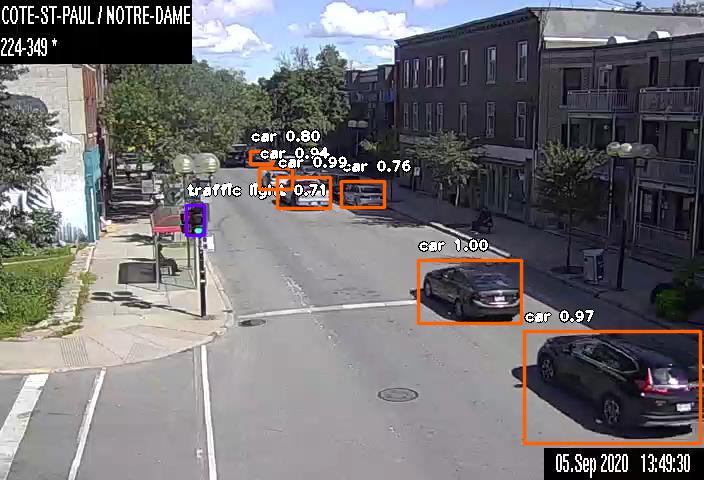 COTE-ST-PAUL / NOTRE-DAME
224-349 *
car 0.80
car 0.94
car 0.99
car 0.76
traffic light 0.71
car 1.00
car 0.97
05.Sep 2020 13:49:30